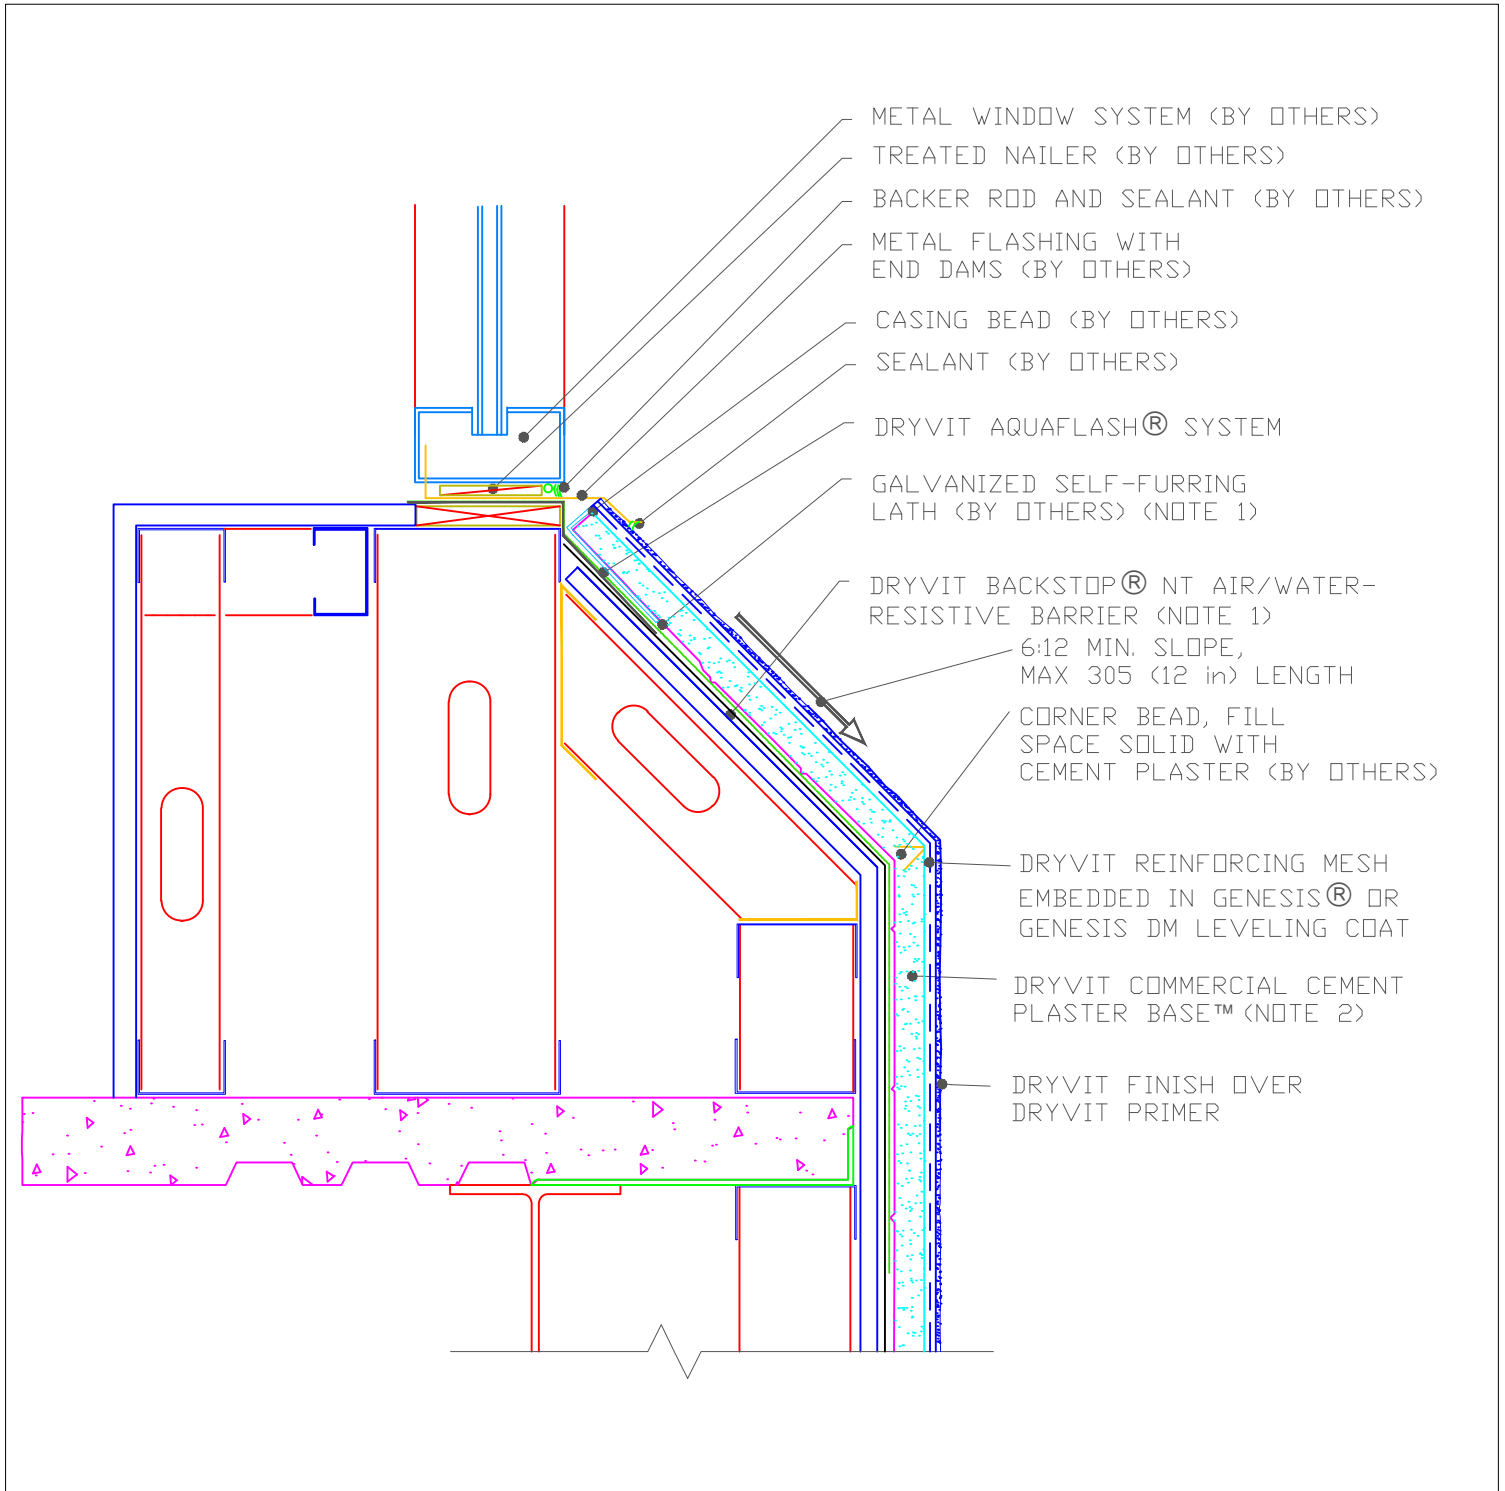 METAL WINDOW SYSTEM (BY OTHERS)
TREATED NAILER (BY OTHERS)
BACKER ROD AND SEALANT (BY OTHERS)
METAL FLASHING WITH
END DAMS (BY OTHERS)
CASING BEAD (BY OTHERS)
SEALANT (BY OTHERS)
DRYVIT AQUAFLASH® SYSTEM
GALVANIZED SELF-FURRING
LATH (BY OTHERS) (NOTE 1)
DRYVIT BACKSTOP® NT AIR/WATER-
RESISTIVE BARRIER (NOTE 1)
6:12 MIN. SLOPE,
MAX 305 (12 in) LENGTH
CORNER BEAD, FILL
SPACE SOLID WITH
CEMENT PLASTER (BY OTHERS)
DRYVIT REINFORCING MESH
EMBEDDED IN GENESIS® OR
GENESIS DM LEVELING COAT
DRYVIT COMMERCIAL CEMENT
PLASTER BASE™ (NOTE 2)
DRYVIT FINISH OVER
DRYVIT PRIMER